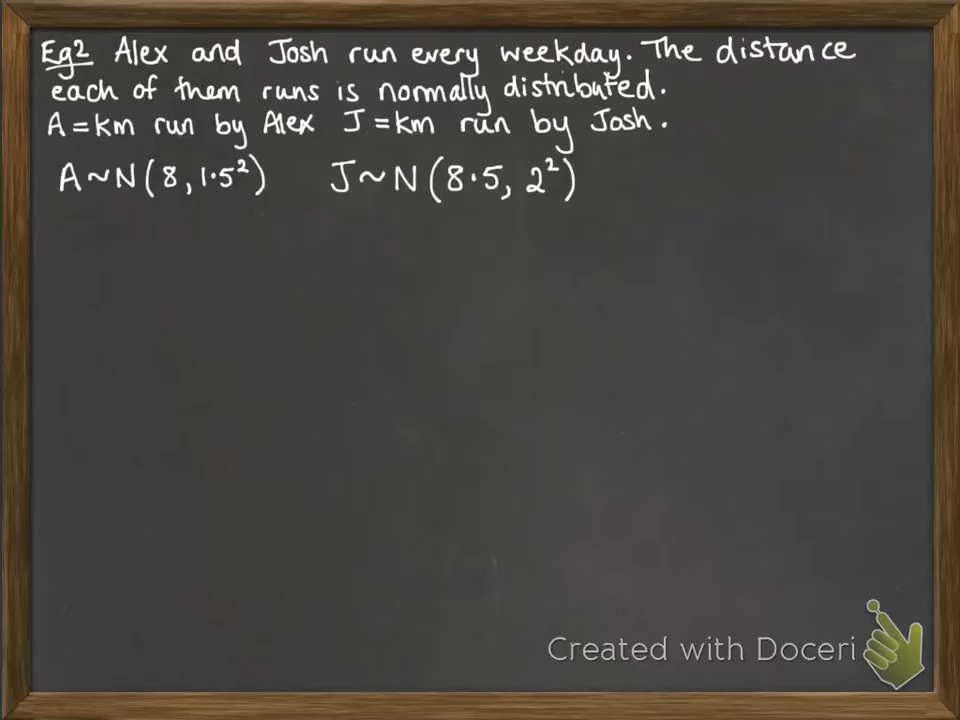 Eg2 Alex and Josh run every weekday. The distance
each of them runs is normally distributed.
A = km run by Alex J = km run by Josh.
A ~ N(8, 1·5²) J ~ N(8·5, 2²)
Created with Doceri